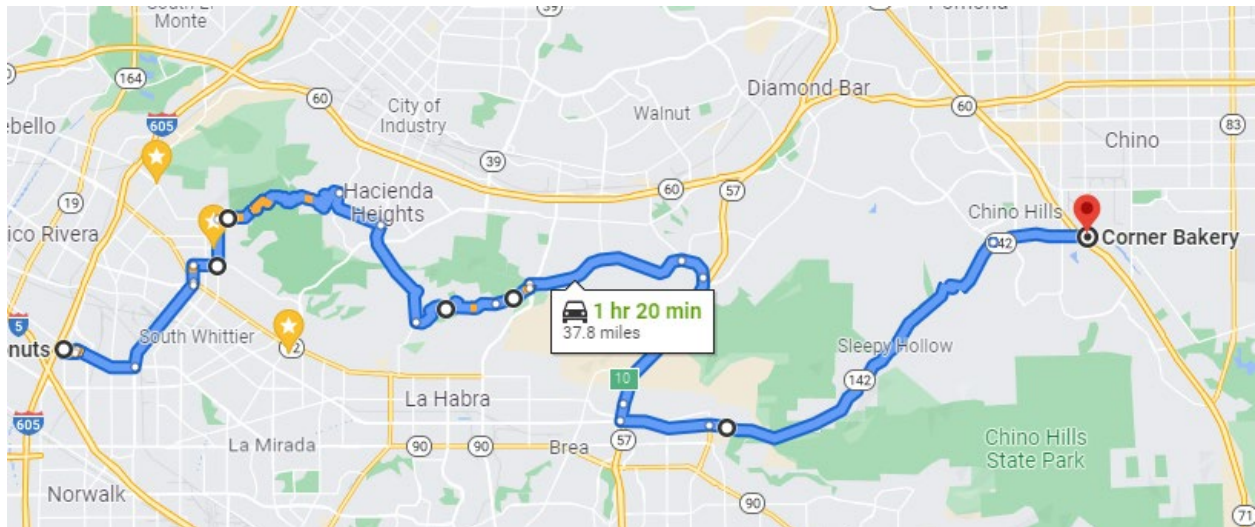 Monte
39
164
60
City of
Industry
Diamond Bar
Walnut
60
83
Chino
605
39
60
57
19
Hacienda
Heights
Chino Hills
142
Corner Bakery
ico Rivera
1 hr 20 min
37.8 miles
5
South Whittier
nuts
Sleepy Hollow
10
142
La Habra
605
La Mirada
90
90
Brea
57
Chino Hills
State Park
Norwalk
90
71